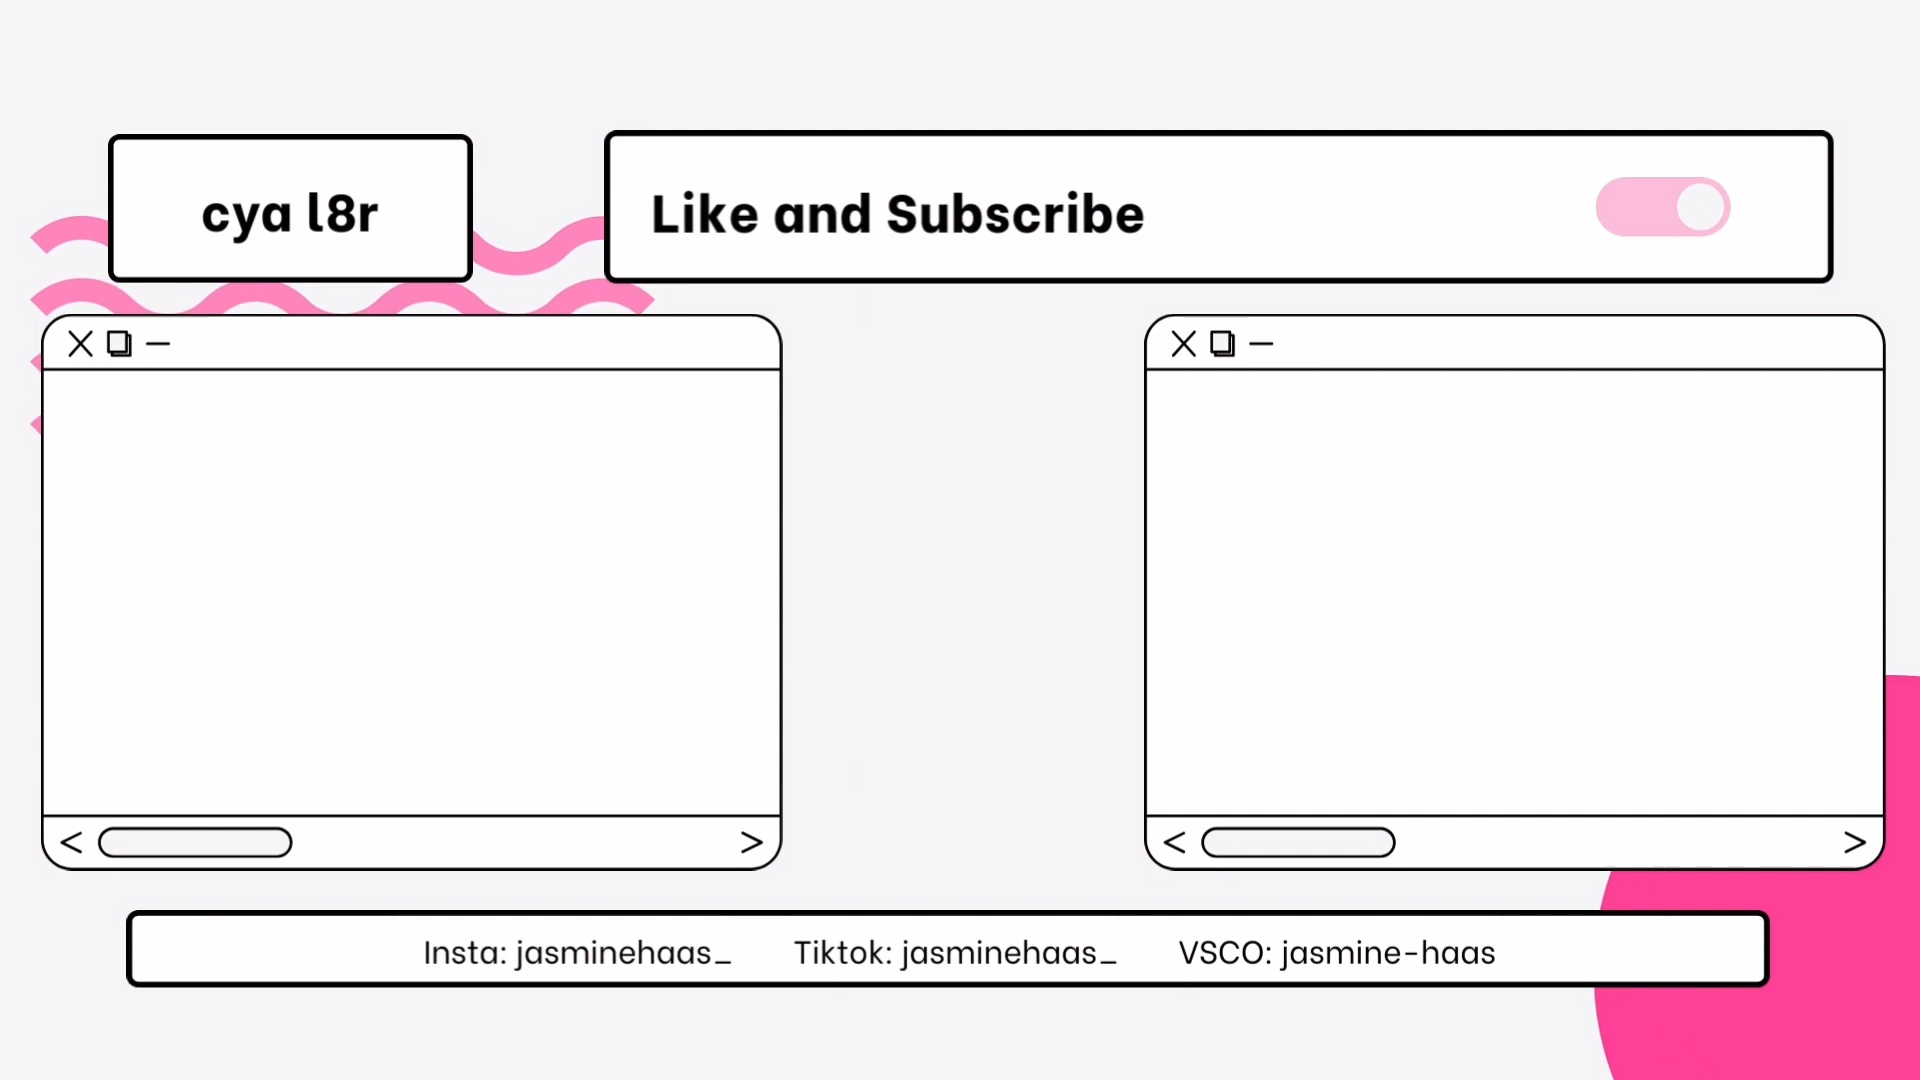 cya l8r
Like and Subscribe
Insta: jasminehaas_ Tiktok: jasminehaas_ VSCO: jasmine-haas